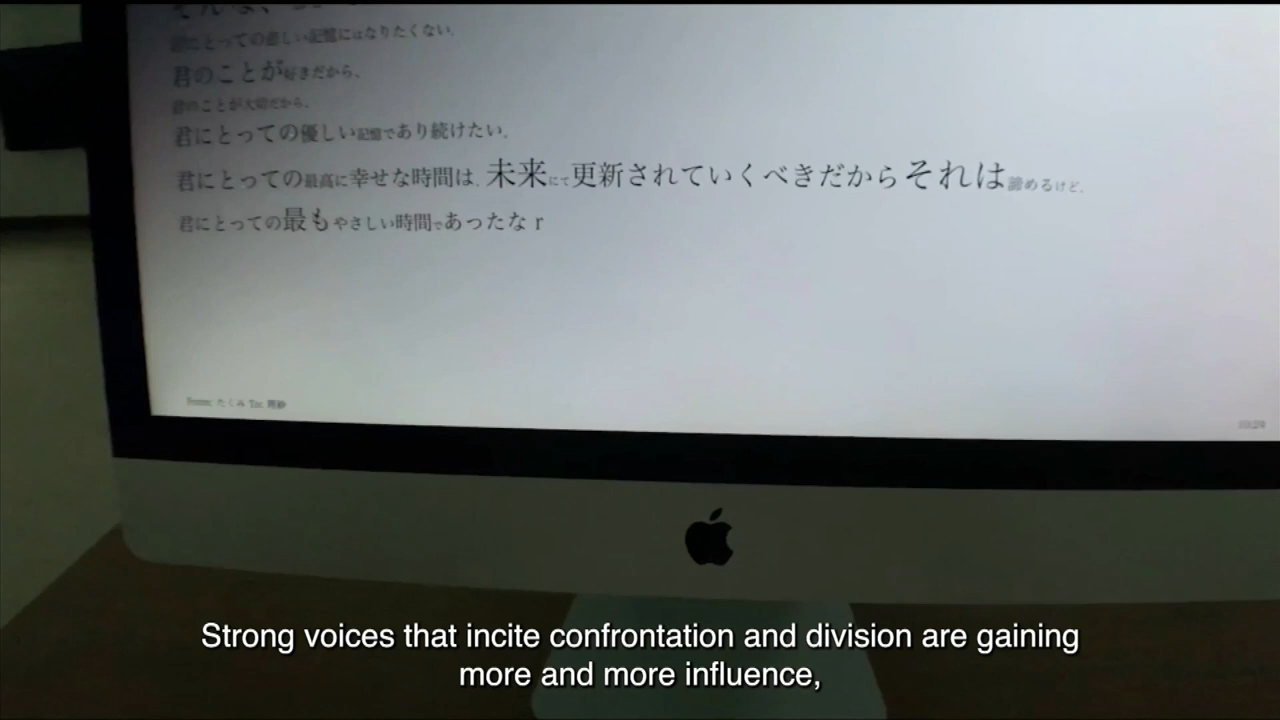 君にとっての悲しい記憶にはなりたくない、
君のことが好きだから、
君のことが大切だから、
君にとっての優しい記憶であり続けたい、
君にとっての最高に幸せな時間は、未来にて更新されていくべきだからそれは諦めるけど、
君にとっての最もやさしい時間であったなｒ
From: たくみ To:
Strong voices that incite confrontation and division are gaining
more and more influence,